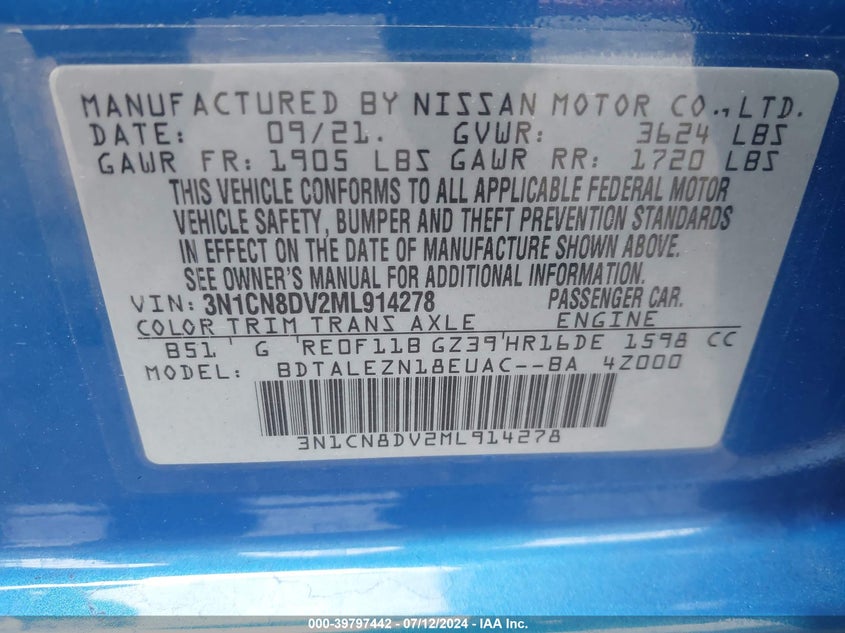 MANUFACTURED BY NISSAN MOTOR CO., LTD.
DATE: 09/21. GVWR: 3624 LBS
GAWR FR: 1905 LBS GAWR RR: 1720 LBS
THIS VEHICLE CONFORMS TO ALL APPLICABLE FEDERAL MOTOR
VEHICLE SAFETY, BUMPER AND THEFT PREVENTION STANDARDS
IN EFFECT ON THE DATE OF MANUFACTURE SHOWN ABOVE.
SEE OWNER'S MANUAL FOR ADDITIONAL INFORMATION.
VIN: 3N1CN8DV2ML914278 PASSENGER CAR.
COLOR TRIM TRANS AXLE ENGINE
B51 G RE0F11B GZ39 HR16DE 1598 CC
MODEL: BDTALEZN18EUAC--BA 4Z000
3N1CN8DV2ML914278
000-39797442 - 07/12/2024 - IAA Inc.